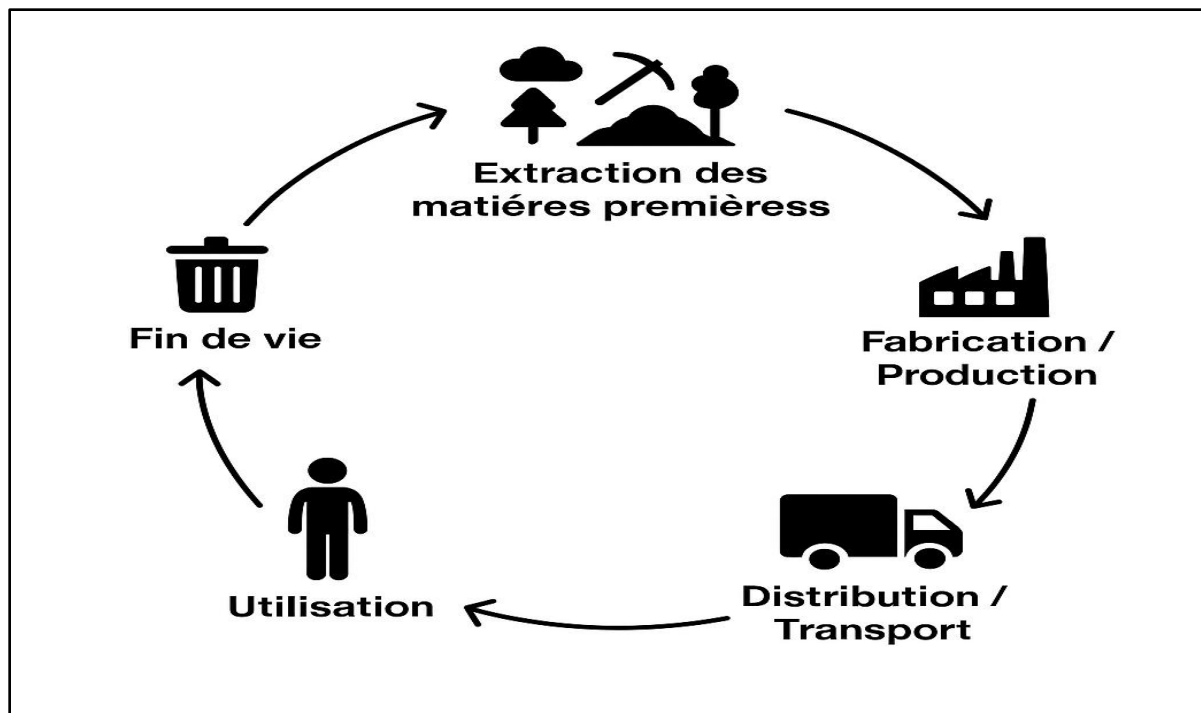 Extraction des
matiéres premièress
Fabrication /
Production
Distribution /
Transport
Utilisation
Fin de vie